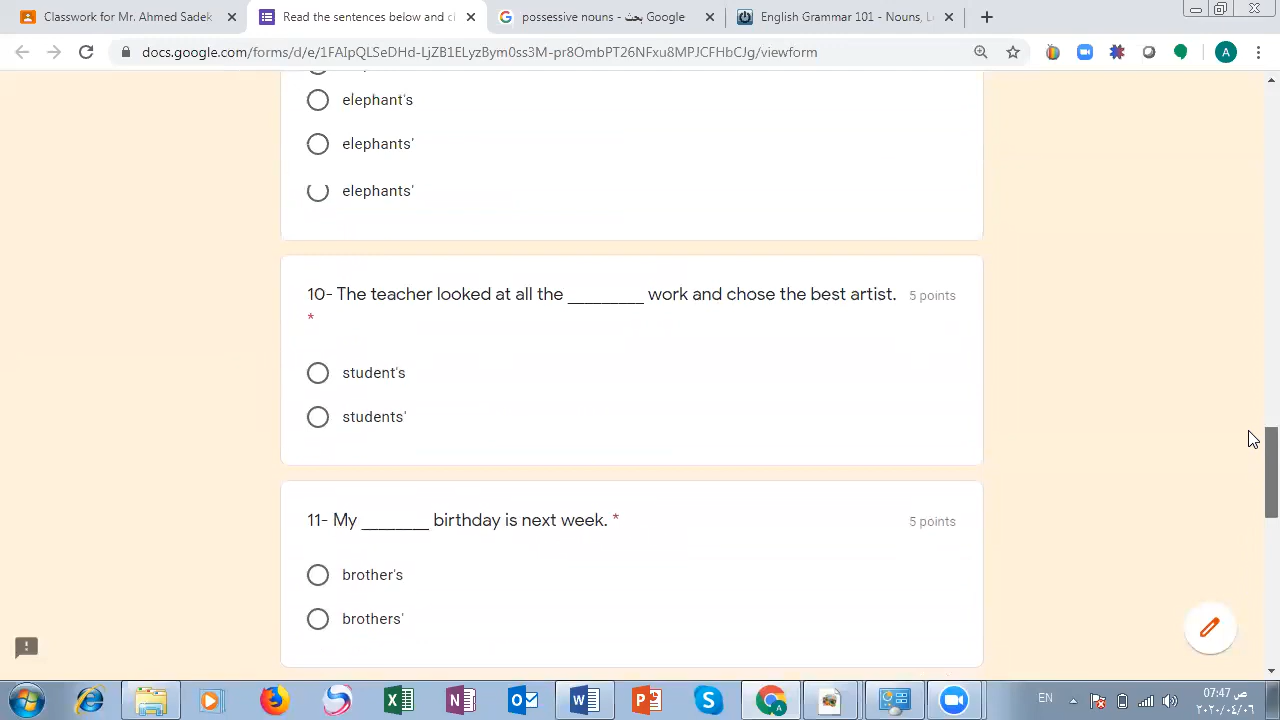 Classwork for Mr. Ahmed Sadek
Read the sentences below and ci
ssessive nouns - بحث Google
English Grammar 101 - Nouns, L
docs.google.com/forms/d/e/1FAIpQLSeDHd-LjZB1ELyzBym0ss3M-pr8OmbPT26NFxu8MPJCFHbCJg/viewform
A
elephant's
elephants'
elephants'
10- The teacher looked at all the ________ work and chose the best artist. 5 points
*
student's
students'
11- My _______ birthday is next week. * 5 points
brother's
brothers'
EN
07:47 ص
٢٠٢٠/٠٤/٠٦